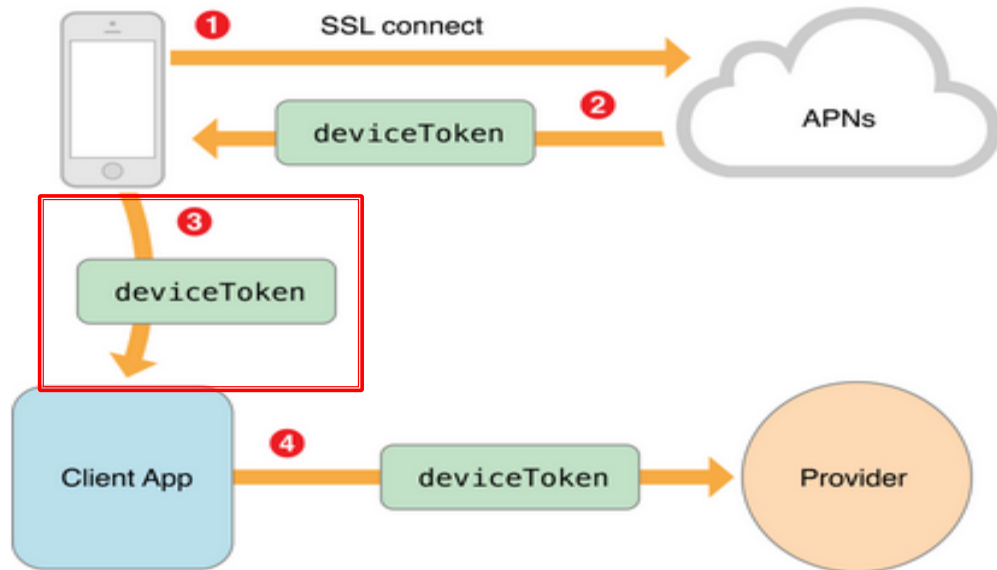 1 SSL connect
APNs
deviceToken 2
3
deviceToken
4
Client App
deviceToken
Provider